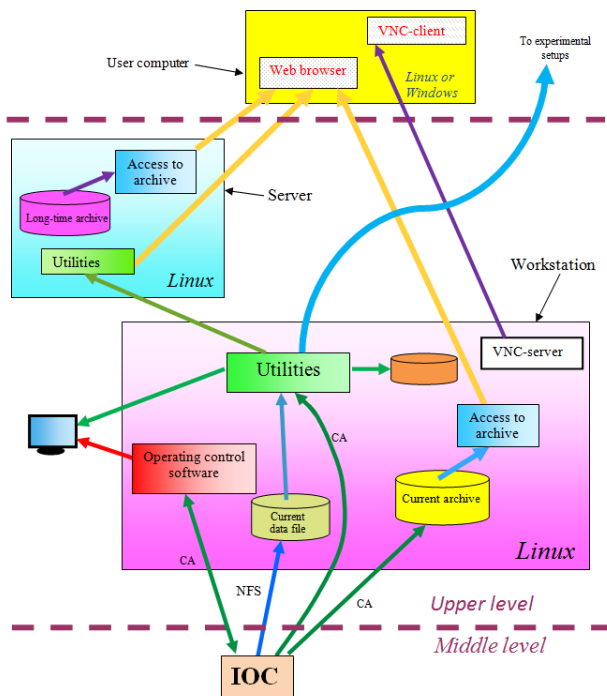 VNC-client
To experimental
setups
User computer
Web browser
Linux or
Windows
Access to
archive
Server
Long-time archive
Utilities
Linux
Workstation
VNC-server
Utilities
Access to
archive
CA
Operating control
software
Current archive
Current
data file
Linux
CA
NFS
CA
Upper level
Middle level
IOC